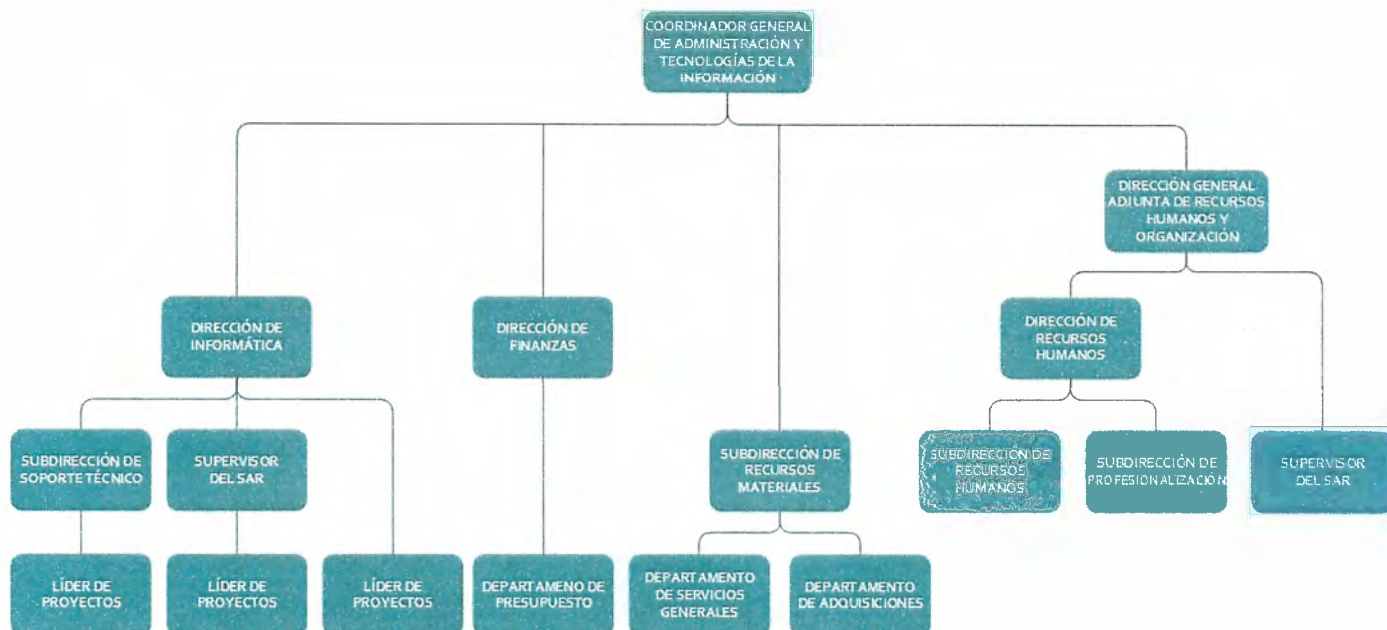 COORDINADOR GENERAL
DE ADMINISTRACIÓN Y
TECNOLOGÍAS DE LA
INFORMACIÓN
DIRECCIÓN GENERAL
ADJUNTA DE RECURSOS
HUMANOS Y
ORGANIZACIÓN
DIRECCIÓN DE
INFORMÁTICA
DIRECCIÓN DE
FINANZAS
DIRECCIÓN DE
RECURSOS
HUMANOS
SUBDIRECCIÓN DE
SOPORTE TÉCNICO
SUPERVISOR
DEL SAR
SUBDIRECCIÓN DE
RECURSOS
MATERIALES
SUBDIRECCIÓN DE
RECURSOS
HUMANOS
SUBDIRECCIÓN DE
PROFESIONALIZACIÓN
SUPERVISOR
DEL SAR
LÍDER DE
PROYECTOS
LÍDER DE
PROYECTOS
LÍDER DE
PROYECTOS
DEPARTAMENO DE
PRESUPUESTO
DEPARTAMENTO
DE SERVICIOS
GENERALES
DEPARTAMENTO
DE ADQUISICIONES